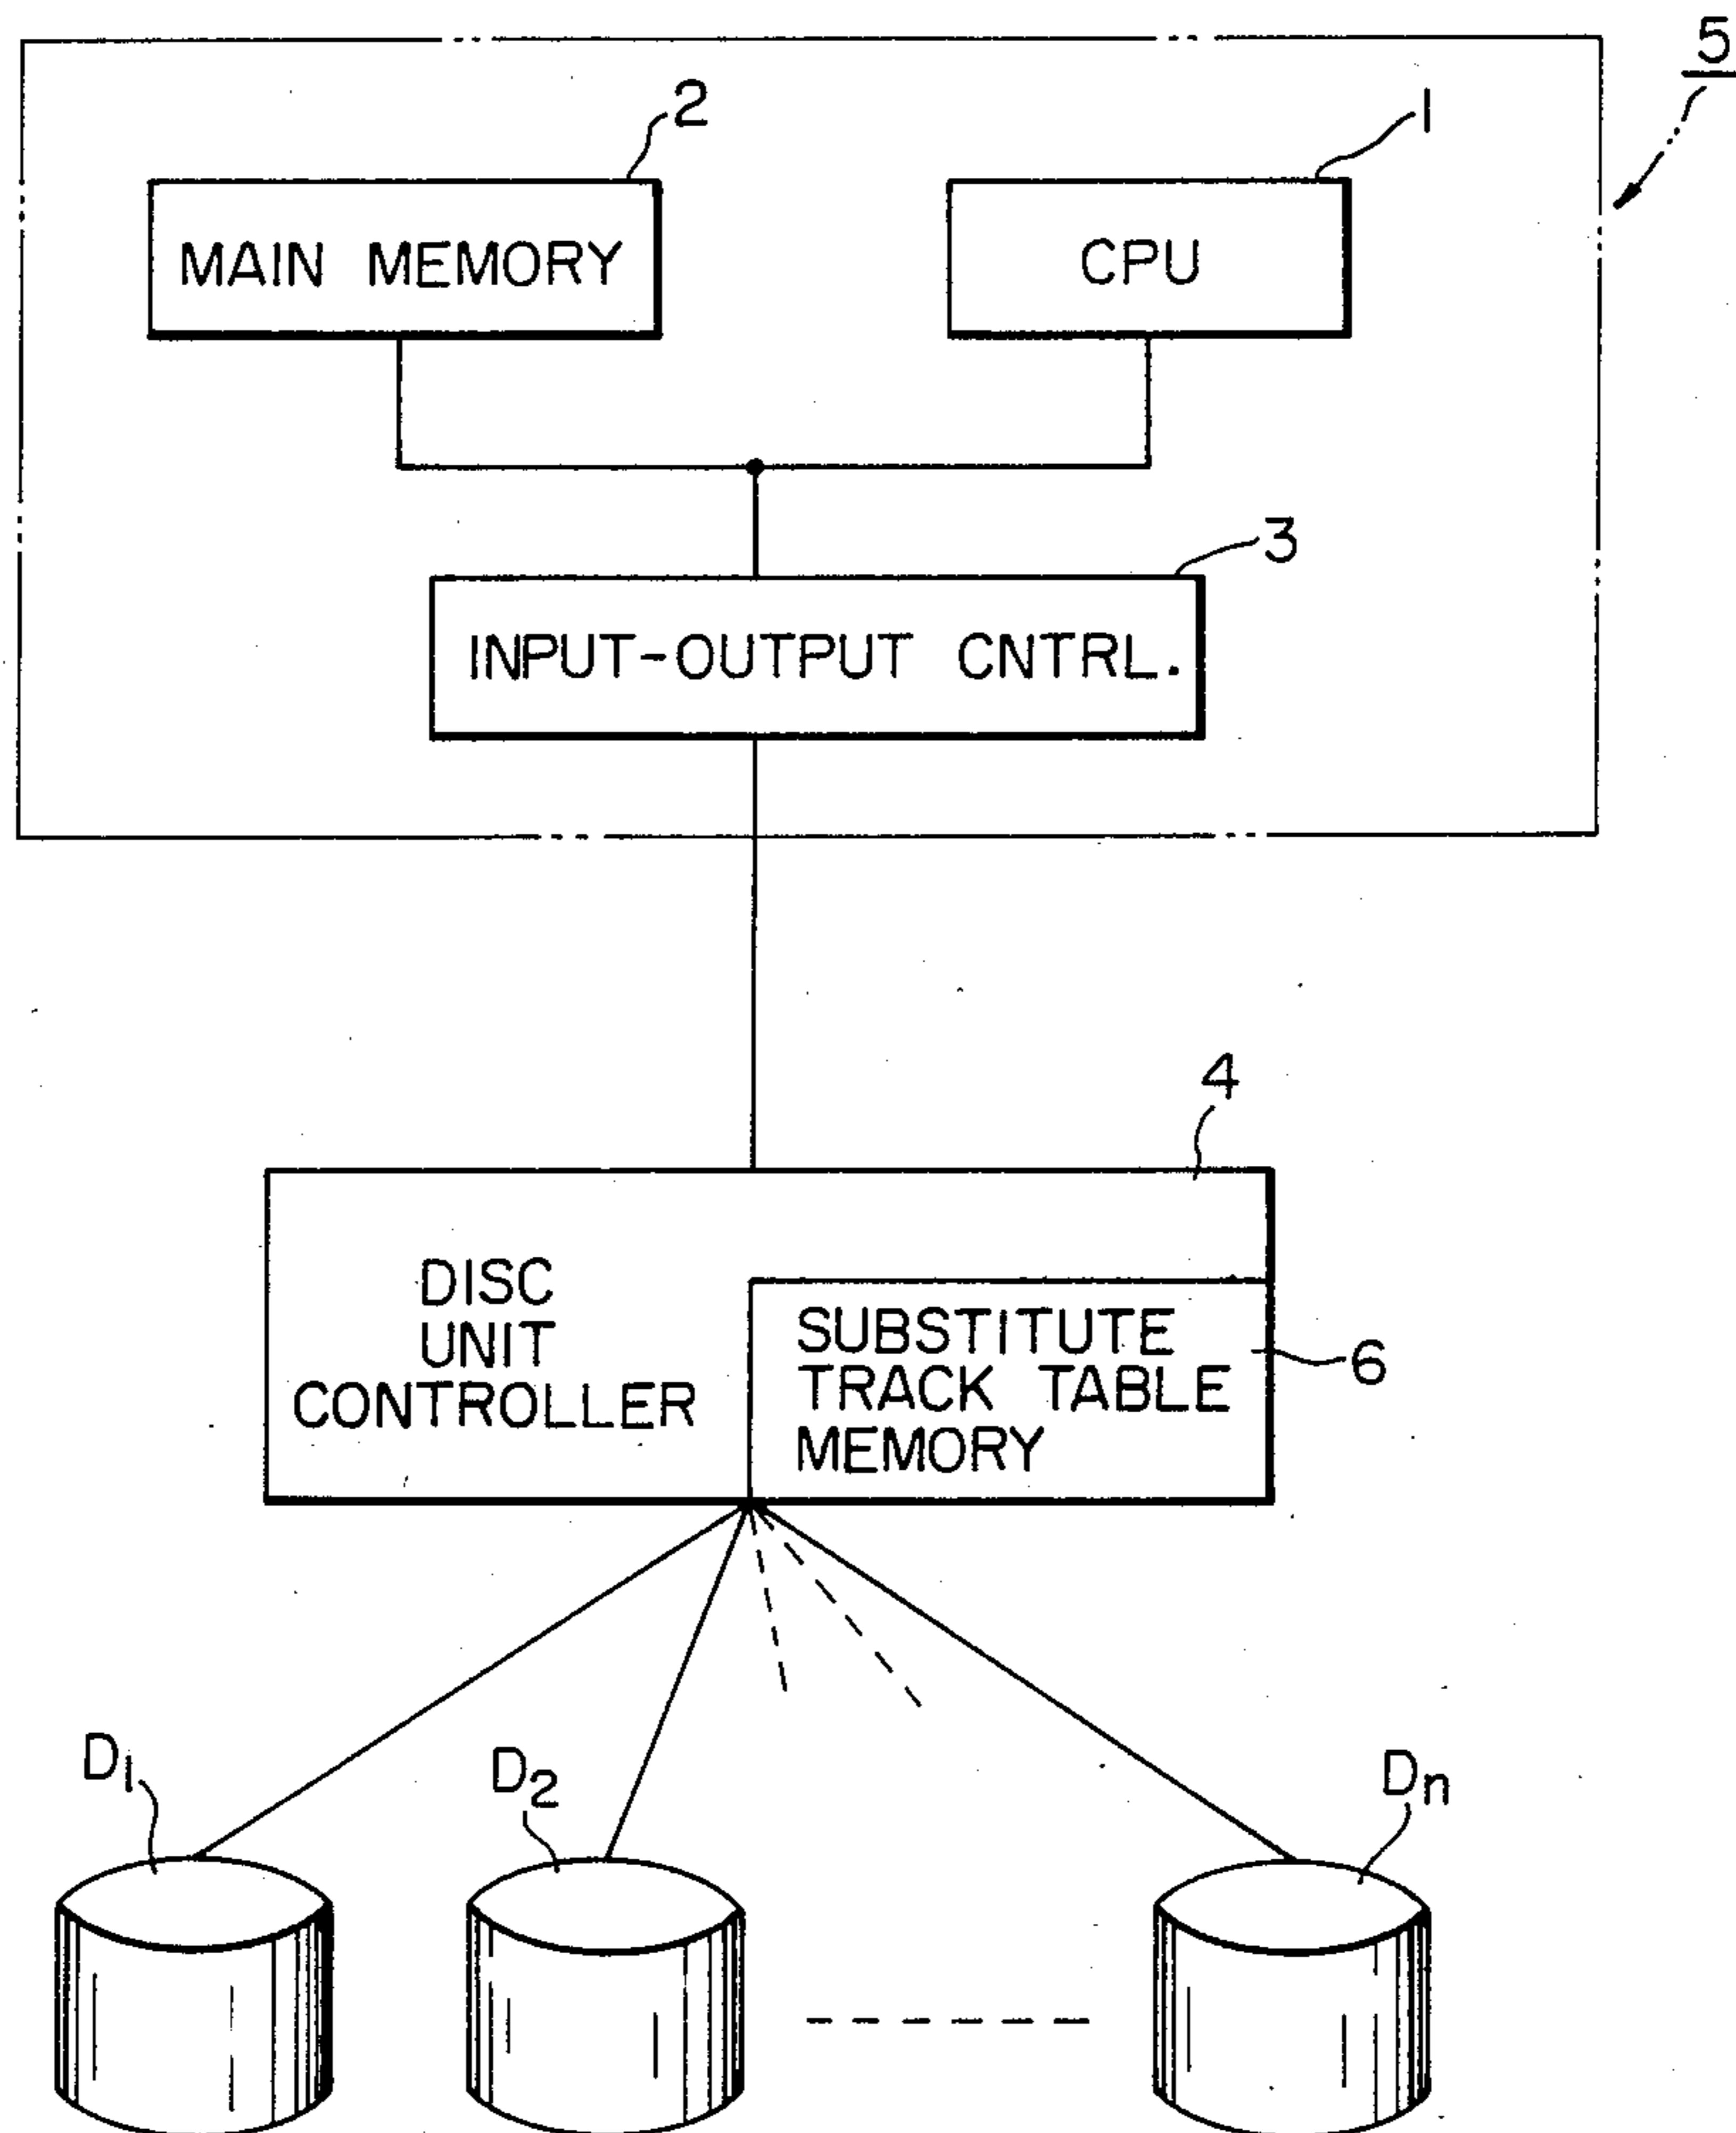 5
2
1
MAIN MEMORY
CPU
3
INPUT-OUTPUT CNTRL.
4
DISC
UNIT
CONTROLLER
SUBSTITUTE
TRACK TABLE
MEMORY
6
D1
D2
Dn